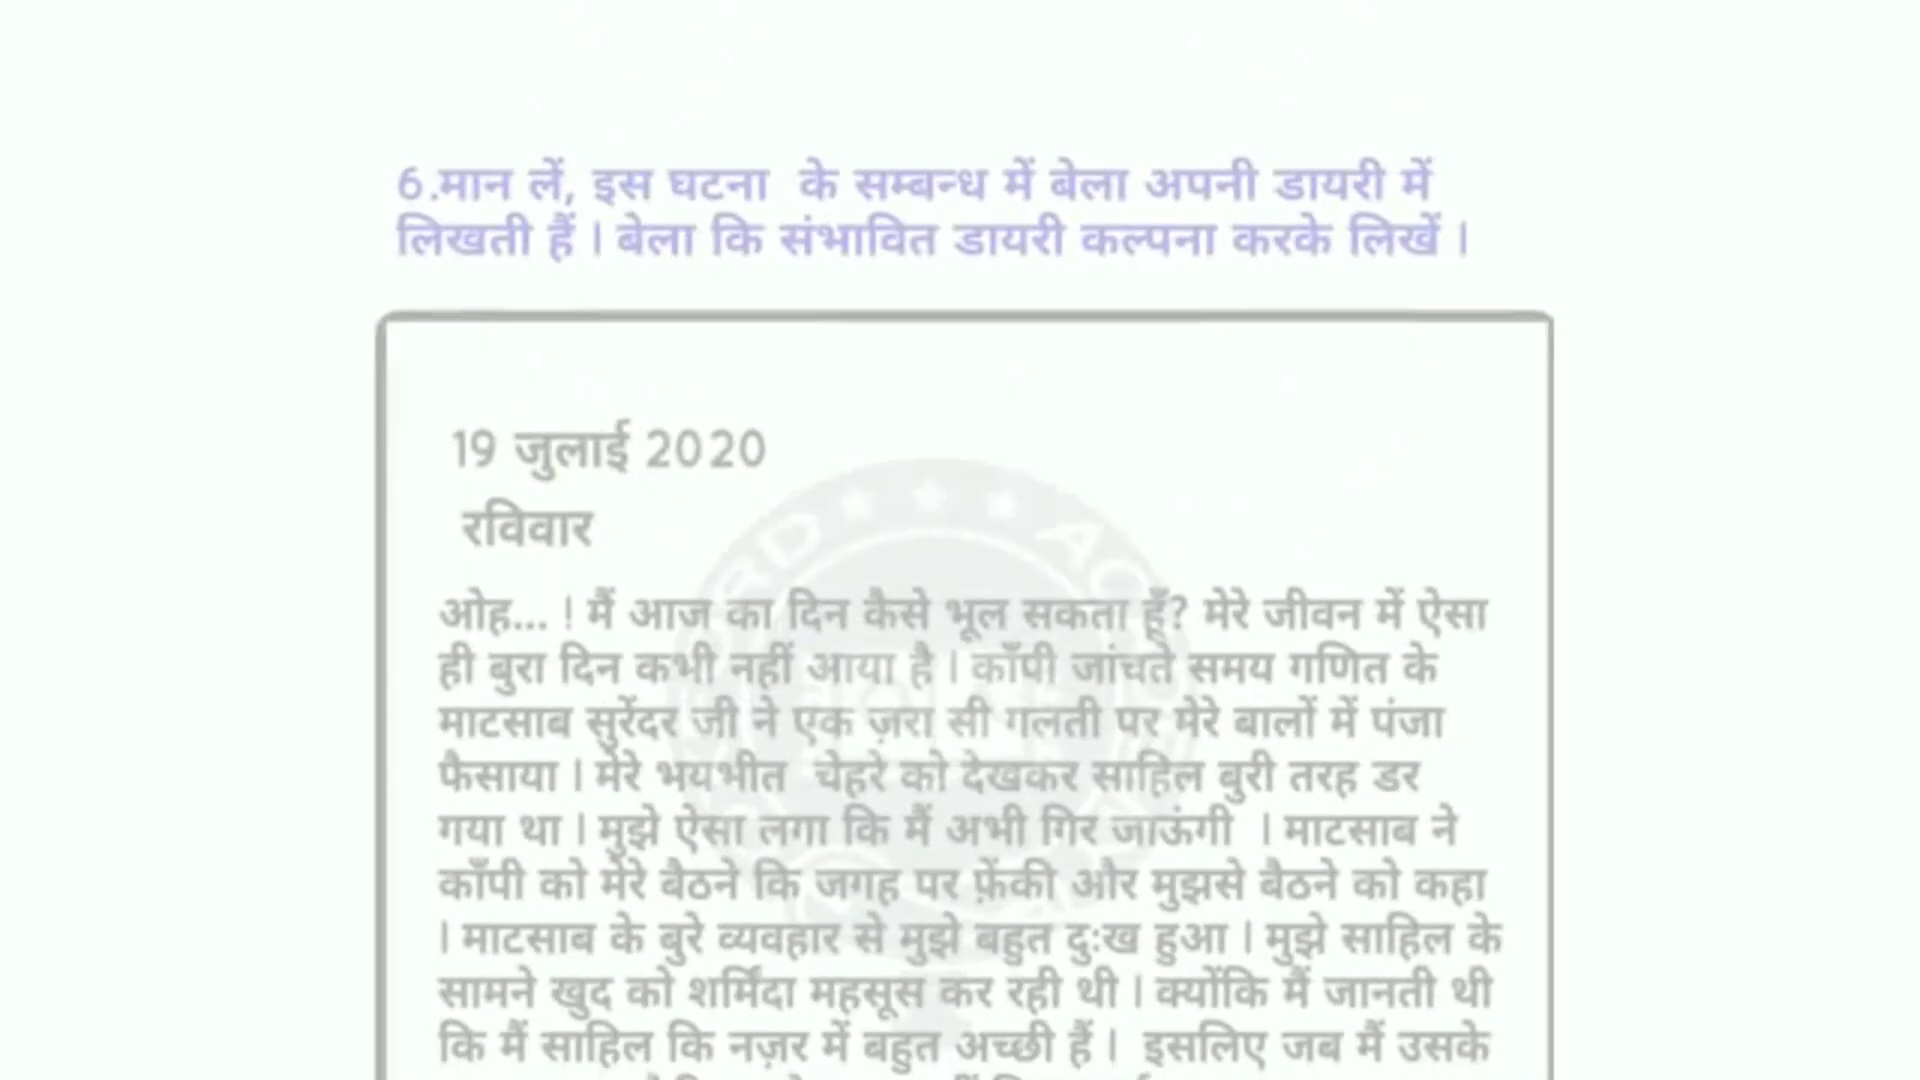 6.मान लें, इस घटना के सम्बन्ध में बेला अपनी डायरी में
लिखती हैं | बेला कि संभावित डायरी कल्पना करके लिखें |
19 जुलाई 2020
रविवार
ओह... ! मैं आज का दिन कैसे भूल सकता हूँ? मेरे जीवन में ऐसा
ही बुरा दिन कभी नहीं आया है | कॉपी जांचते समय गणित के
माटसाब सुरेंदर जी ने एक ज़रा सी गलती पर मेरे बालों में पंजा
फैसाया | मेरे भयभीत चेहरे को देखकर साहिल बुरी तरह डर
गया था | मुझे ऐसा लगा कि मैं अभी गिर जाऊंगी | माटसाब ने
कॉपी को मेरे बैठने कि जगह पर फ़ेंकी और मुझसे बैठने को कहा
| माटसाब के बुरे व्यवहार से मुझे बहुत दुःख हुआ | मुझे साहिल के
सामने खुद को शर्मिंदा महसूस कर रही थी | क्योंकि मैं जानती थी
कि मैं साहिल कि नज़र में बहुत अच्छी हैं | इसलिए जब मैं उसके